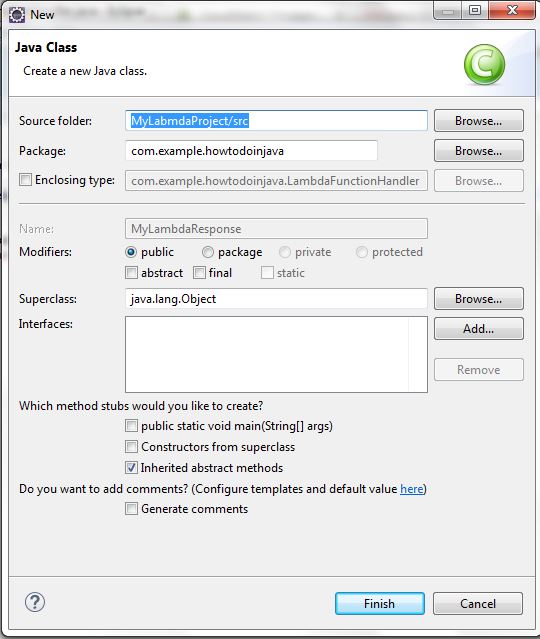 New
Java Class
Create a new Java class.
C
Source folder: MyLabmdaProject/src Browse...
Package: com.example.howtodoinjava Browse...
Enclosing type: com.example.howtodoinjava.LambdaFunctionHandler Browse...
Name: MyLambdaResponse
Modifiers: public package private protected
abstract final static
Superclass: java.lang.Object Browse...
Interfaces: Add...
Remove
Which method stubs would you like to create?
public static void main(String[] args)
Constructors from superclass
Inherited abstract methods
Do you want to add comments? (Configure templates and default value here)
Generate comments
? Finish Cancel